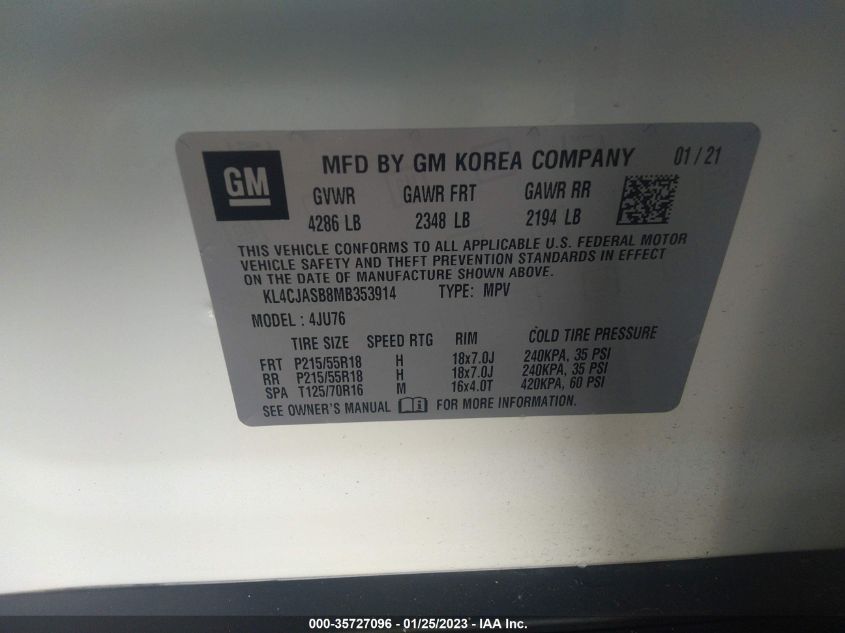 GM
MFD BY GM KOREA COMPANY 01 / 21
GVWR GAWR FRT GAWR RR
4286 LB 2348 LB 2194 LB
THIS VEHICLE CONFORMS TO ALL APPLICABLE U.S. FEDERAL MOTOR
VEHICLE SAFETY AND THEFT PREVENTION STANDARDS IN EFFECT
ON THE DATE OF MANUFACTURE SHOWN ABOVE.
KL4CJASB8MB353914 TYPE: MPV
MODEL : 4JU76
TIRE SIZE SPEED RTG RIM COLD TIRE PRESSURE
FRT P215/55R18 H 18x7.0J 240KPA, 35 PSI
RR P215/55R18 H 18x7.0J 240KPA, 35 PSI
SPA T125/70R16 M 16x4.0T 420KPA, 60 PSI
SEE OWNER'S MANUAL FOR MORE INFORMATION.
000-35727096 - 01/25/2023 - IAA Inc.